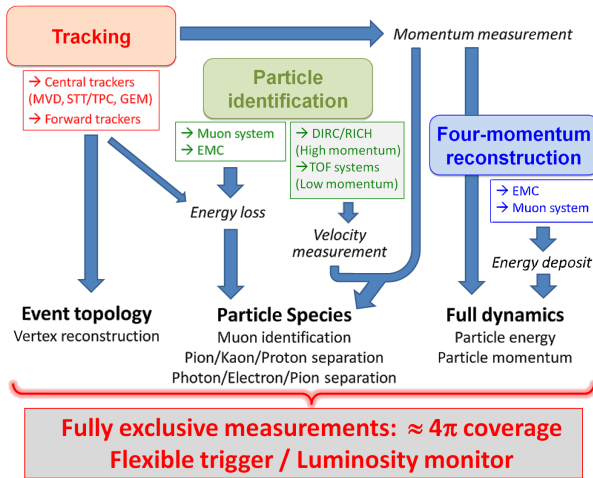 Tracking
Momentum measurement
→ Central trackers
(MVD, STT/TPC, GEM)
→ Forward trackers
Particle
identification
→ Muon system
→ EMC
→ DIRC/RICH
(High momentum)
→ TOF systems
(Low momentum)
Four-momentum
reconstruction
→ EMC
→ Muon system
Energy loss
Velocity
measurement
Energy deposit
Event topology
Vertex reconstruction
Particle Species
Muon identification
Pion/Kaon/Proton separation
Photon/Electron/Pion separation
Full dynamics
Particle energy
Particle momentum
Fully exclusive measurements: ≈ 4π coverage
Flexible trigger / Luminosity monitor